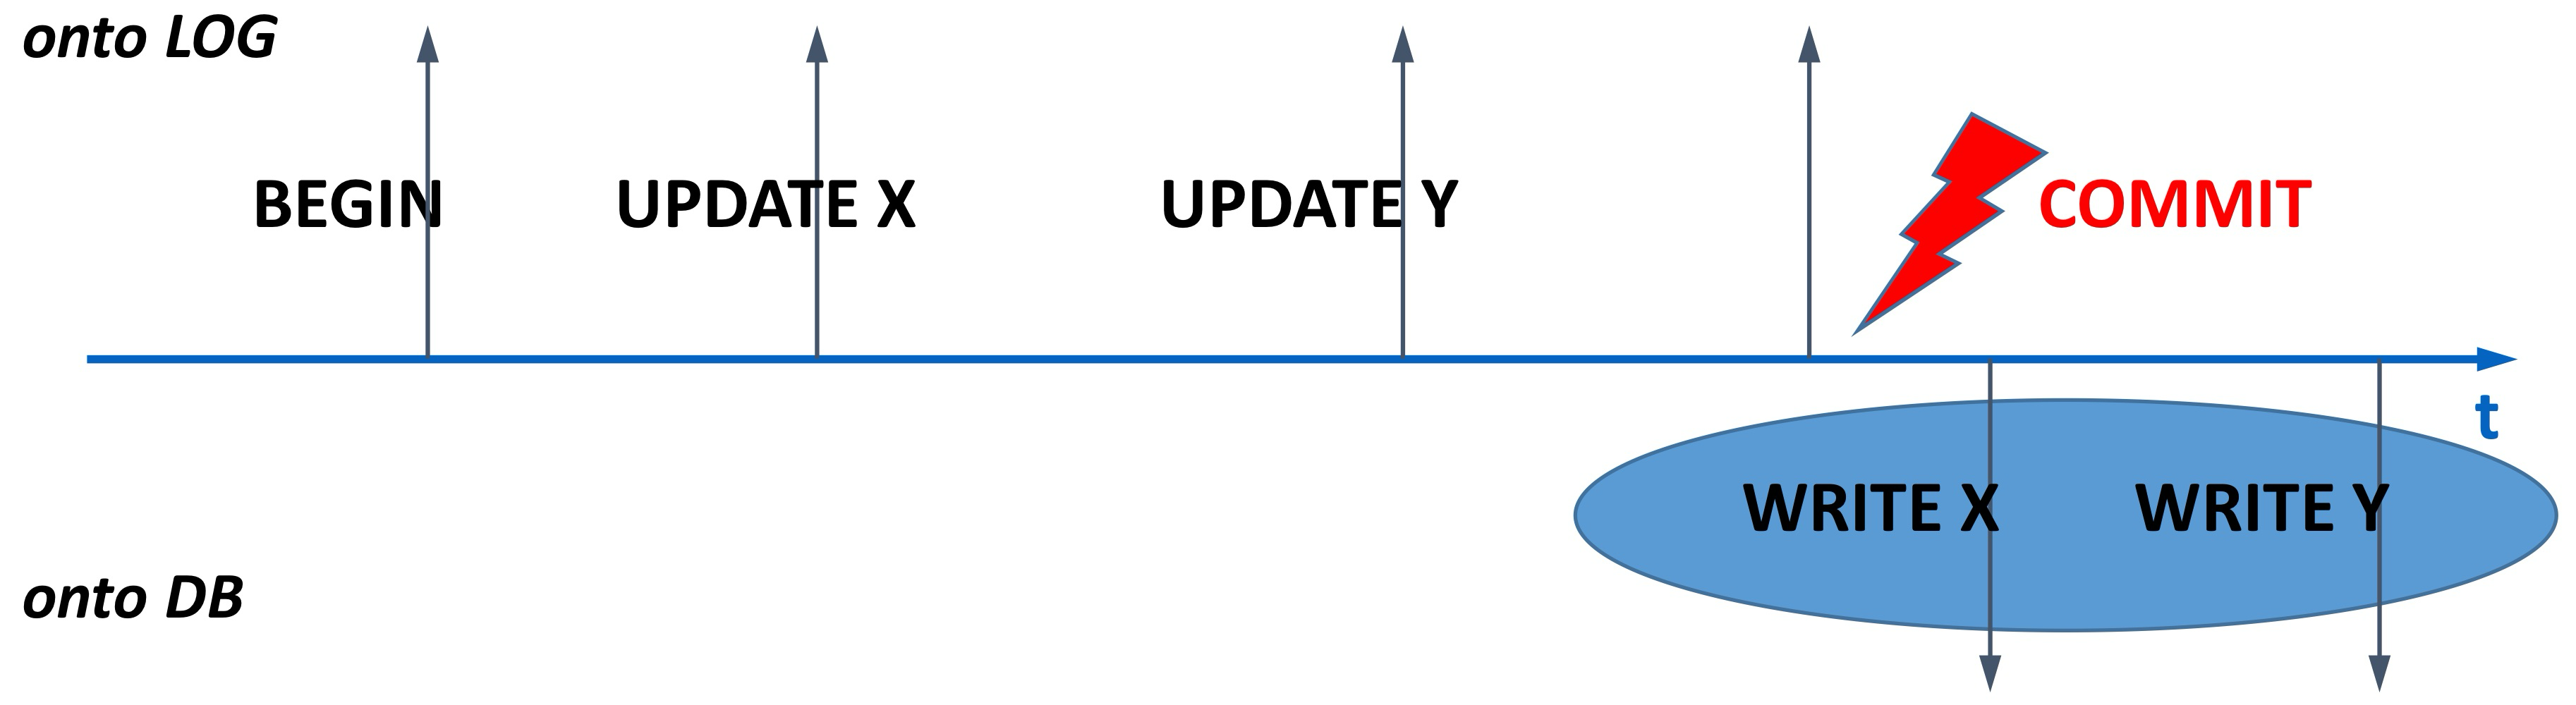 onto LOG
BEGIN UPDATE X UPDATE Y COMMIT
t
WRITE X WRITE Y
onto DB